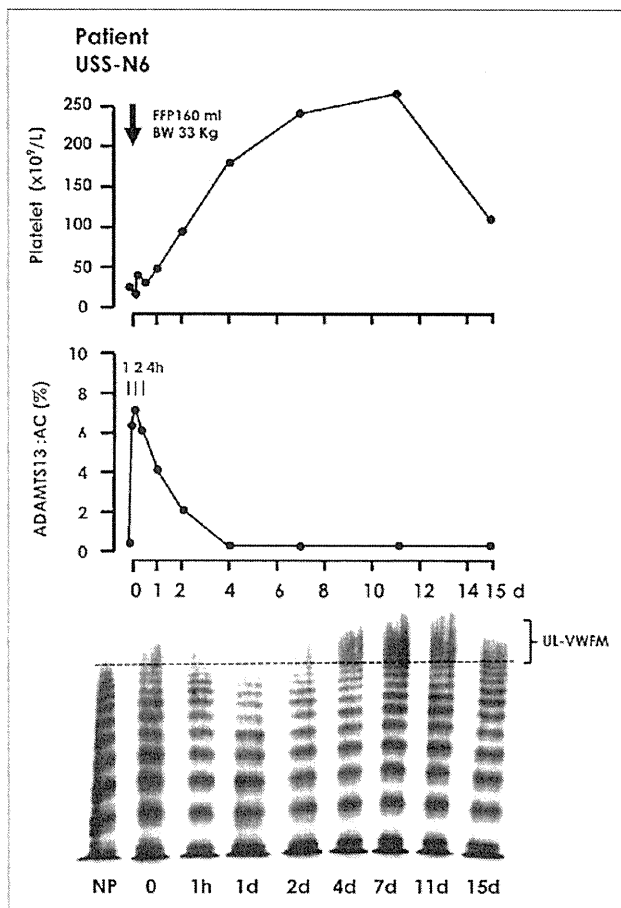 Patient
USS-N6
FFP160 ml
BW 33 Kg
Platelet (x10⁹/L)
250
200
150
100
50
0
ADAMTS13 :AC (%)
10
8
6
4
2
0
1 2 4h
0 1 2 4 6 8 10 12 14 15 d
UL-VWFM
NP 0 1h 1d 2d 4d 7d 11d 15d